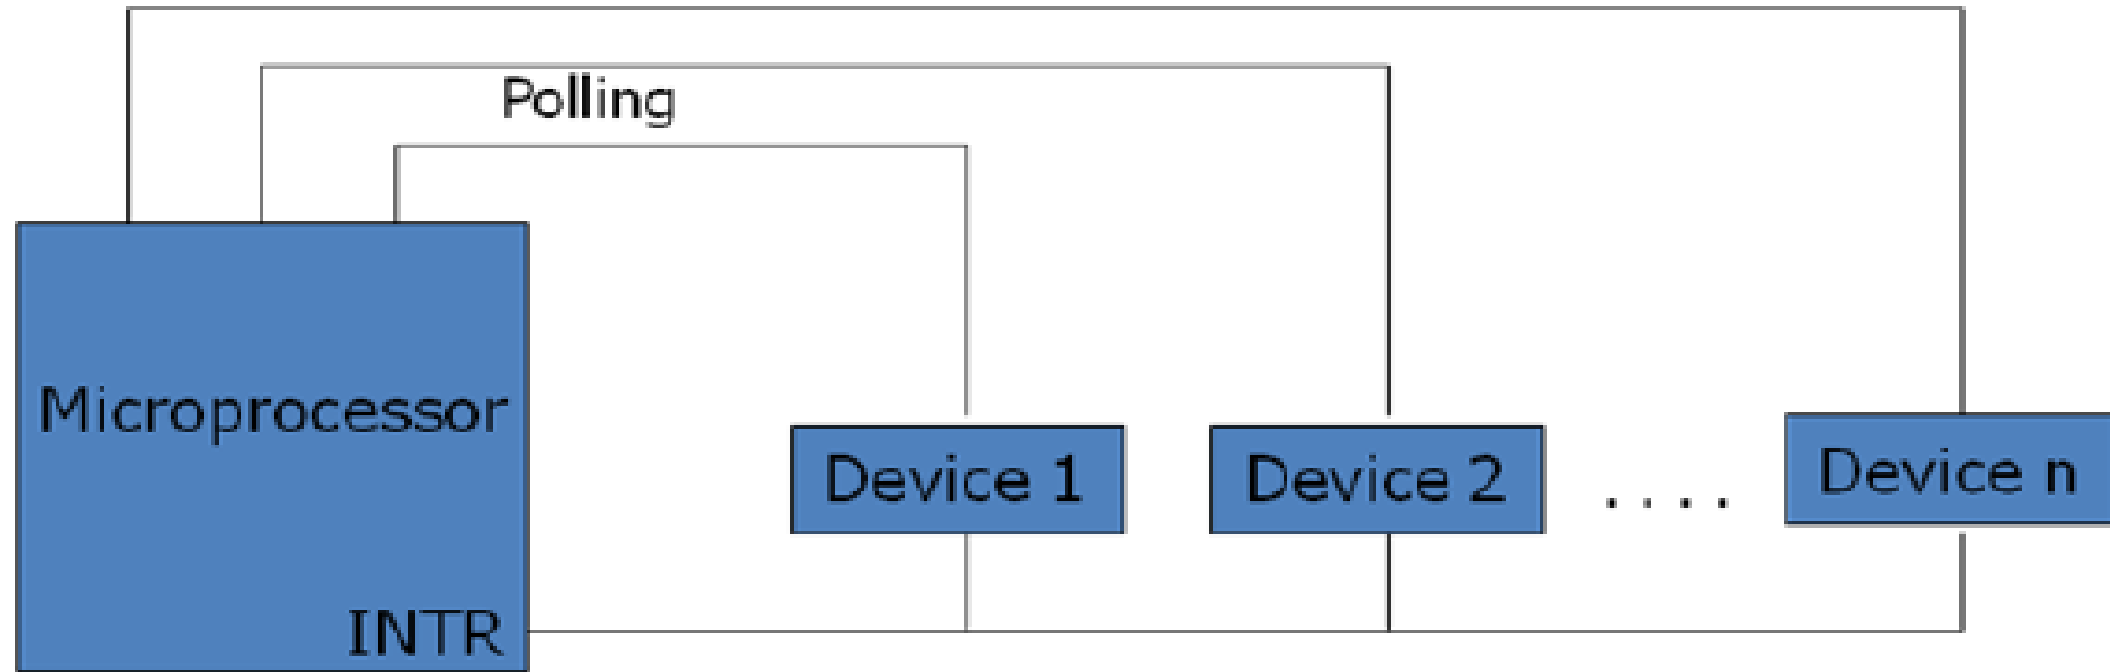 Polling
Microprocessor
Device 1
Device 2
. . . .
Device n
INTR